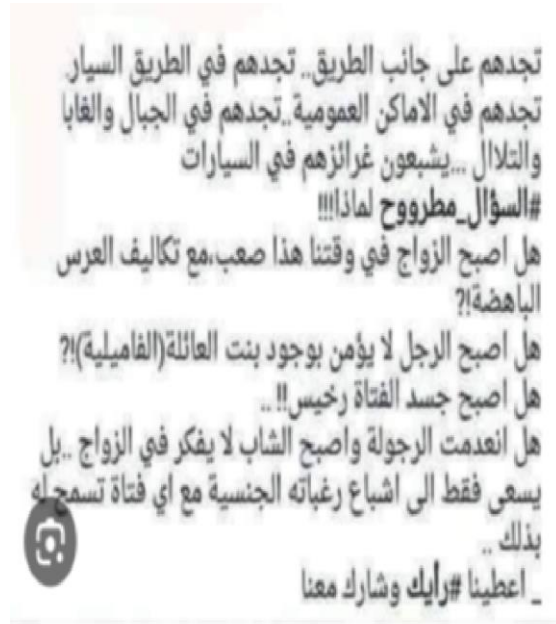 تجدهم على جانب الطريق.. تجدهم في الطريق السيار
تجدهم في الاماكن العمومية..تجدهم في الجبال والغابا
والتلاال ...يشبعون غرائزهم في السيارات
#السؤال_مطرووح لماذا!!!
هل اصبح الزواج في وقتنا هذا صعب،مع تكاليف العرس
الباهضة!?
هل اصبح الرجل لا يؤمن بوجود بنت العائلة(الفاميلية)!?
هل اصبح جسد الفتاة رخيس!! ..
هل انعدمت الرجولة واصبح الشاب لا يفكر في الزواج ..بل
يسعى فقط الى اشباع رغباته الجنسية مع اي فتاة تسمح له
بذلك ..
_ اعطينا #رأيك وشارك معنا